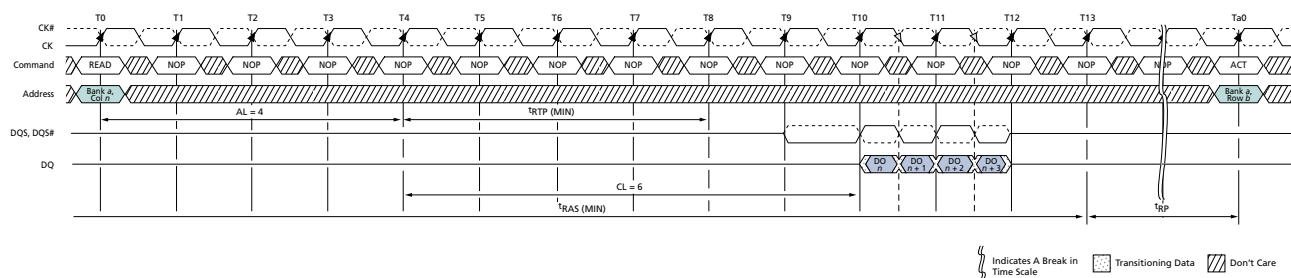 T0 T1 T2 T3 T4 T5 T6 T7 T8 T9 T10 T11 T12 T13 Ta0
CK#
CK
Command READ NOP NOP NOP NOP NOP NOP NOP NOP NOP NOP NOP NOP NOP NOP ACT
Address Bank a, Col n Bank a, Row b
AL = 4 tRTP (MIN)
DQS, DQS#
DQ DO n DO n + 1 DO n + 2 DO n + 3
CL = 6
tRAS (MIN) tRP
Indicates A Break in Time Scale Transitioning Data Don't Care